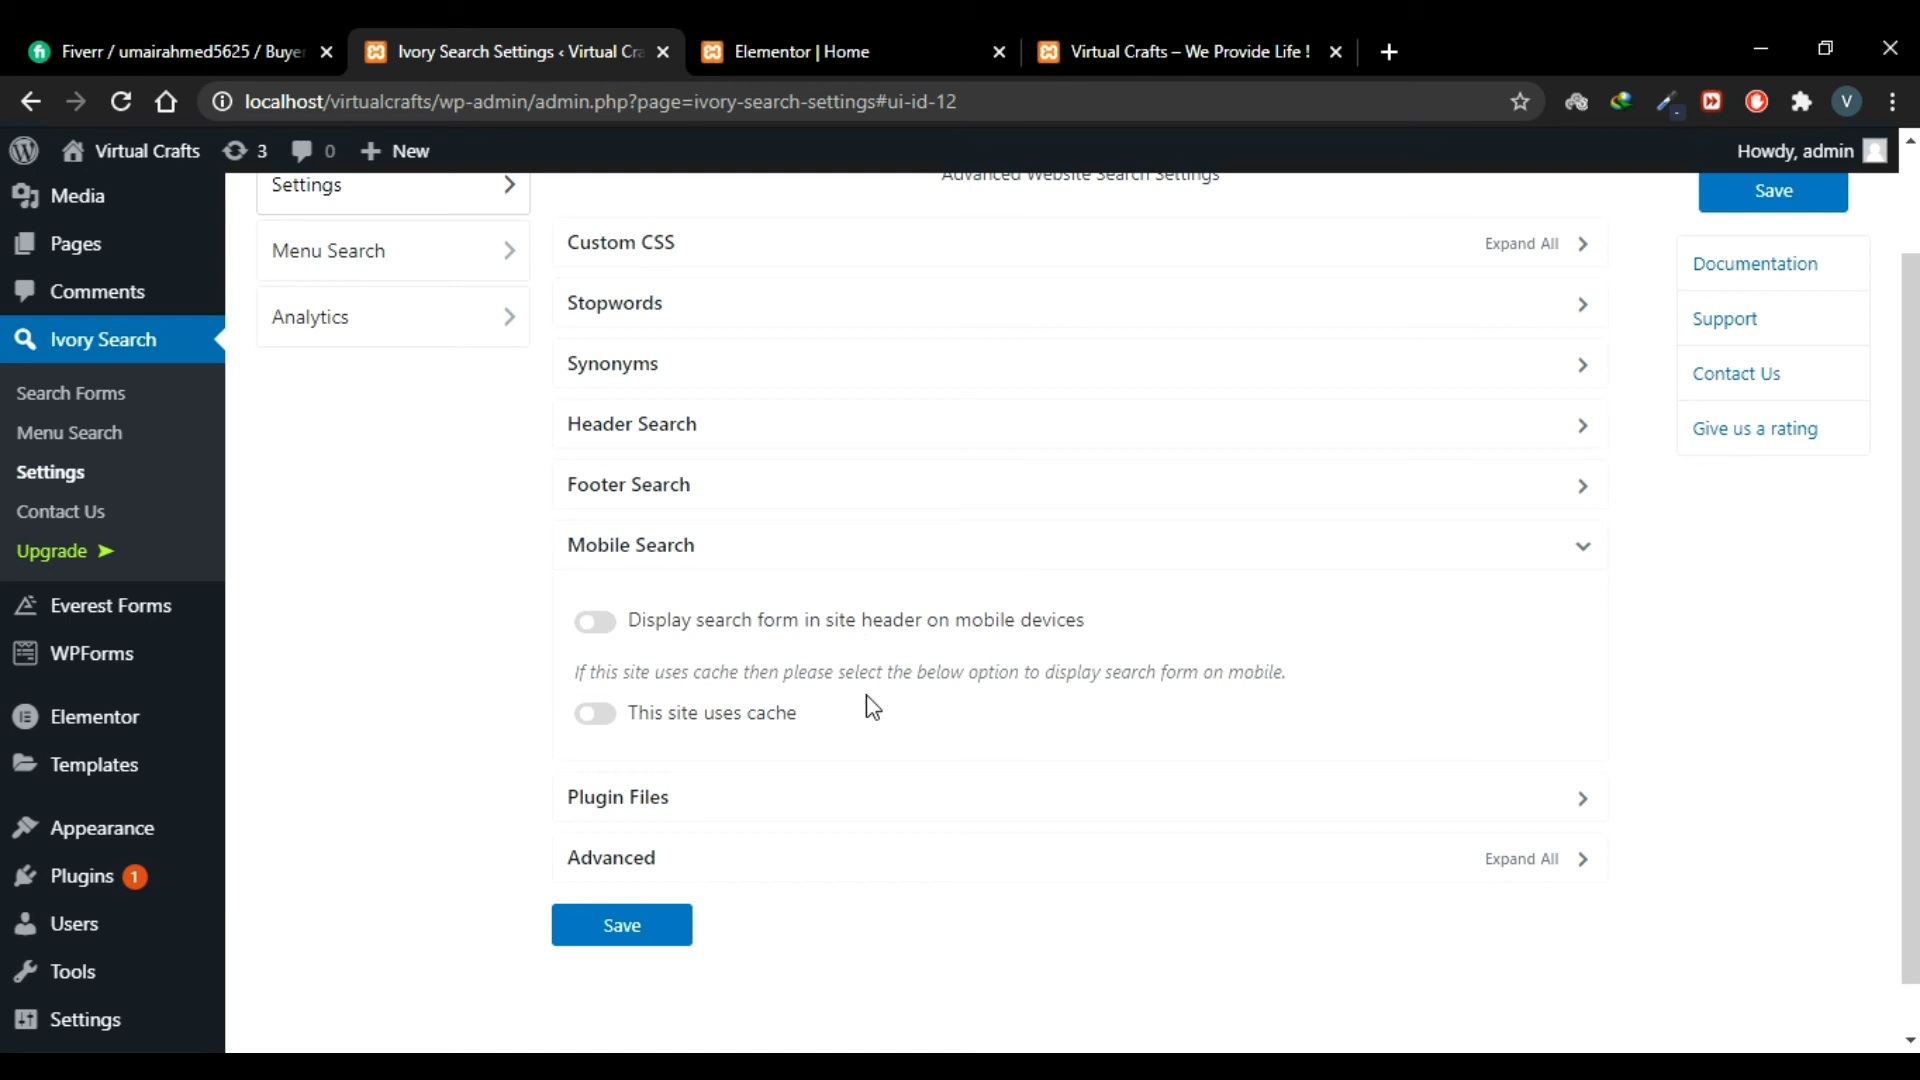 Fiverr / umairahmed5625 / Buye
Ivory Search Settings ‹ Virtual Cra
Elementor | Home
Virtual Crafts – We Provide Life !
localhost/virtualcrafts/wp-admin/admin.php?page=ivory-search-settings#ui-id-12
V
Virtual Crafts
3
0
New
Howdy, admin
Media
Pages
Comments
Ivory Search
Search Forms
Menu Search
Settings
Contact Us
Upgrade ➤
Everest Forms
WPForms
Elementor
Templates
Appearance
Plugins 1
Users
Tools
Settings
Settings
Menu Search
Analytics
Advanced Website Search Settings
Custom CSS
Expand All
Stopwords
Synonyms
Header Search
Footer Search
Mobile Search
Display search form in site header on mobile devices
If this site uses cache then please select the below option to display search form on mobile.
This site uses cache
Plugin Files
Advanced
Expand All
Save
Save
Documentation
Support
Contact Us
Give us a rating